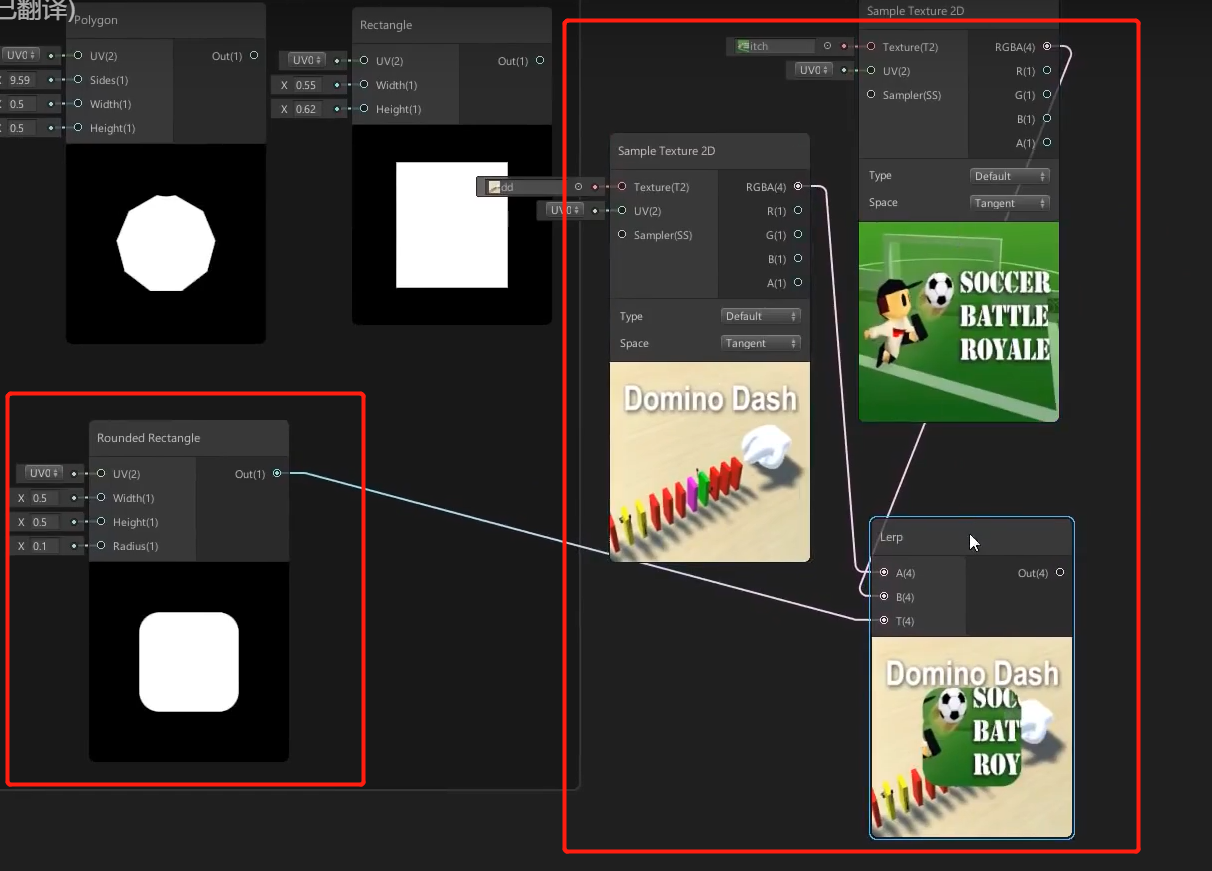 已翻译)
Polygon
UV0 UV(2) Out(1)
X 9.59 Sides(1)
X 0.5 Width(1)
X 0.5 Height(1)
Rectangle
UV0 UV(2) Out(1)
X 0.55 Width(1)
X 0.62 Height(1)
Sample Texture 2D
itch Texture(T2) RGBA(4)
UV0 UV(2) R(1)
Sampler(SS) G(1)
B(1)
A(1)
Type Default
Space Tangent
SOCCER
BATTLE
ROYALE
Sample Texture 2D
dd Texture(T2) RGBA(4)
UV0 UV(2) R(1)
Sampler(SS) G(1)
B(1)
A(1)
Type Default
Space Tangent
Domino Dash
Rounded Rectangle
UV0 UV(2) Out(1)
X 0.5 Width(1)
X 0.5 Height(1)
X 0.1 Radius(1)
Lerp
A(4) Out(4)
B(4)
T(4)
Domino Dash
SOC
BAT
ROY